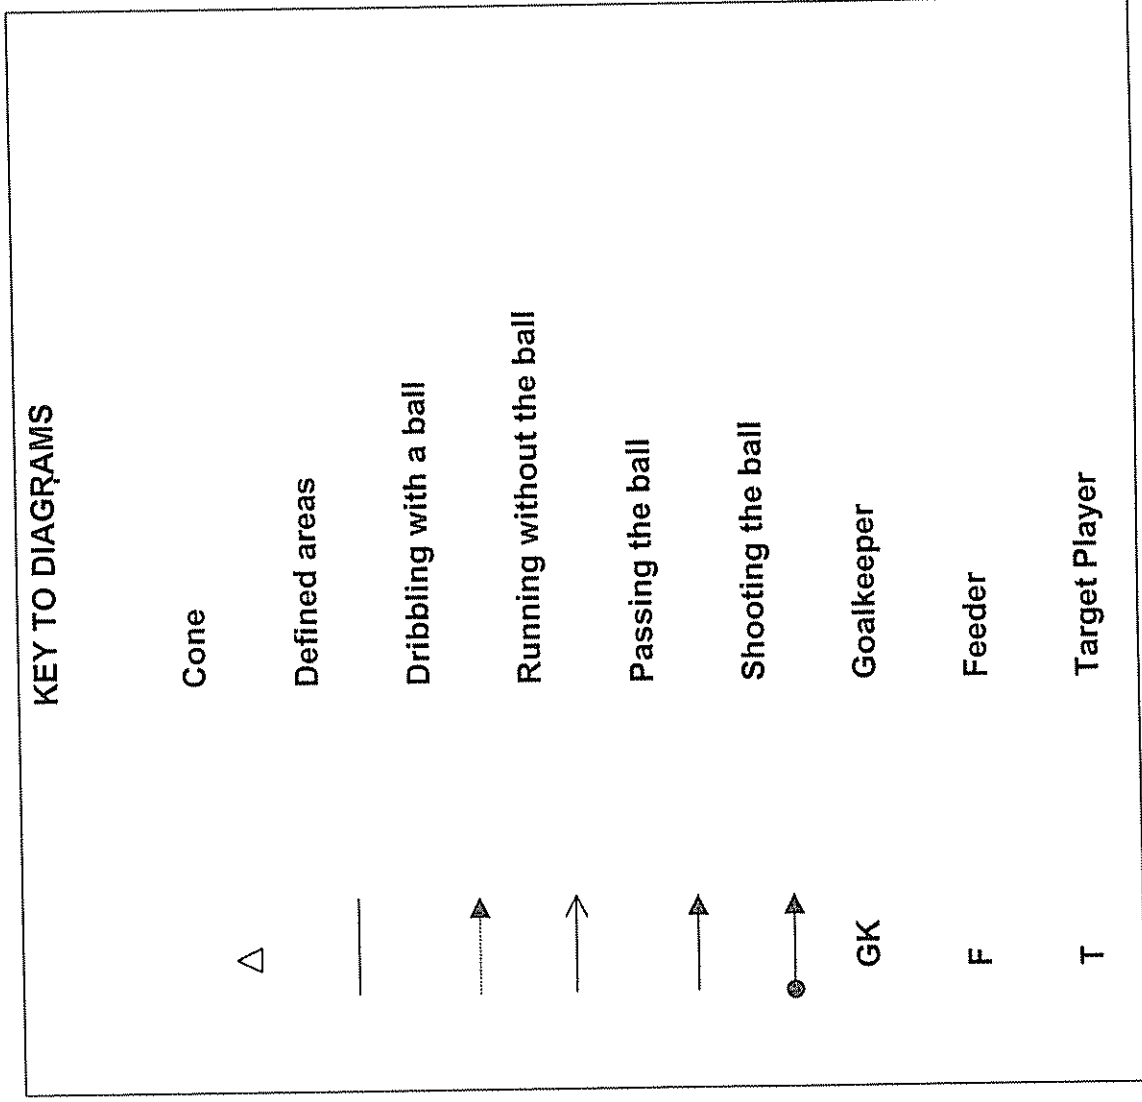 KEY TO DIAGRAMS
Cone
Defined areas
Dribbling with a ball
Running without the ball
Passing the ball
Shooting the ball
GK Goalkeeper
F Feeder
T Target Player